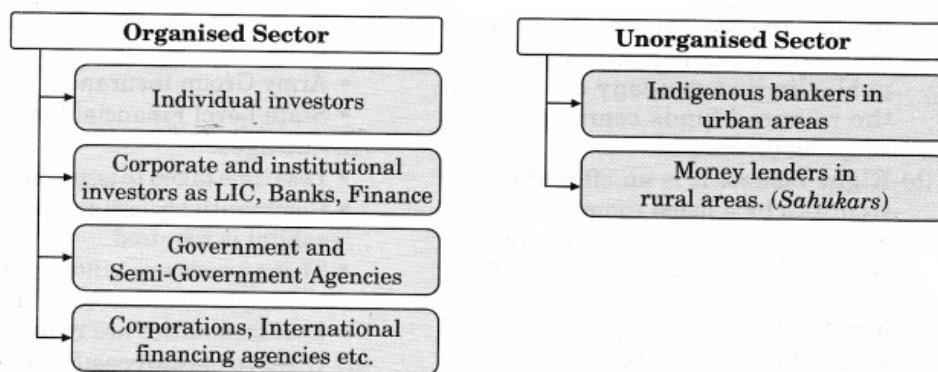 Organised Sector
Individual investors
Corporate and institutional
investors as LIC, Banks, Finance
Government and
Semi-Government Agencies
Corporations, International
financing agencies etc.
Unorganised Sector
Indigenous bankers in
urban areas
Money lenders in
rural areas. (Sahukars)